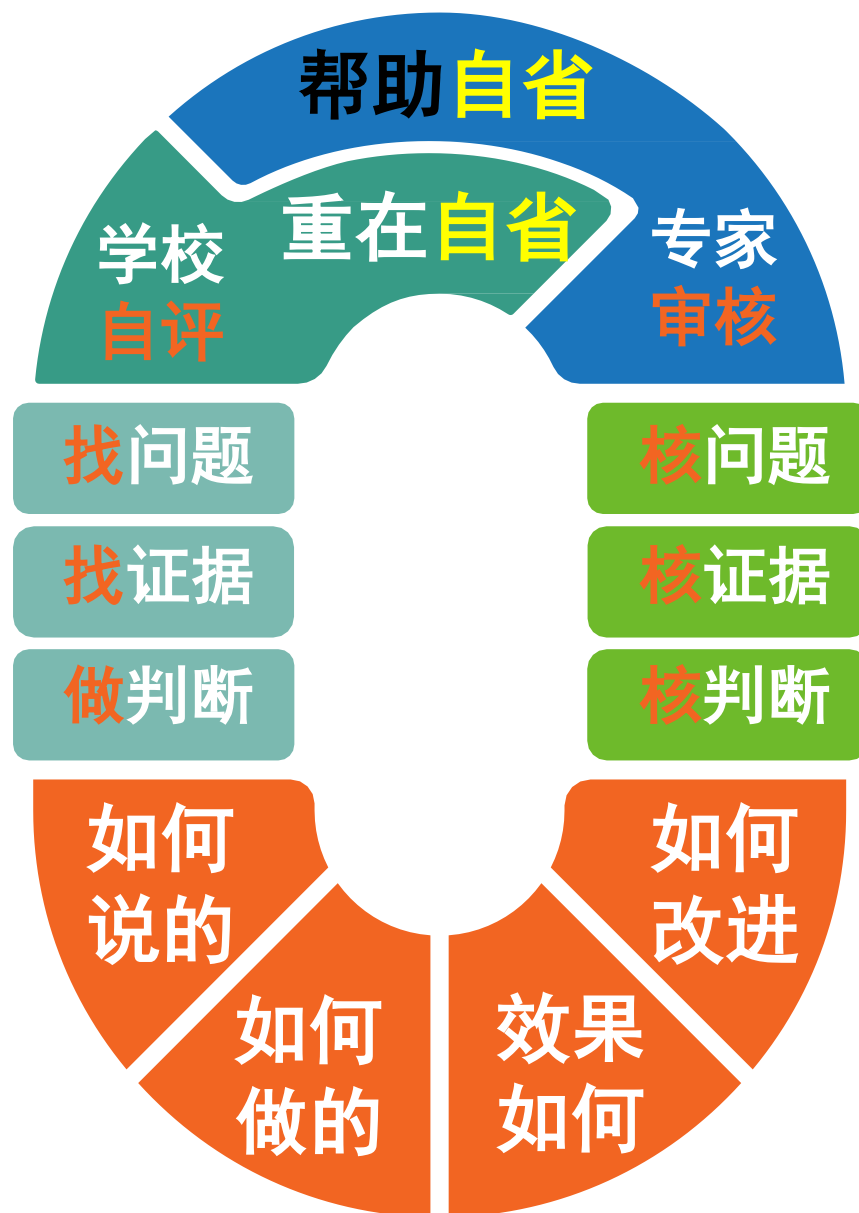 帮助自省
重在自省
学校
自评
专家
审核
找问题
核问题
找证据
核证据
做判断
核判断
如何
说的
如何
做的
效果
如何
如何
改进